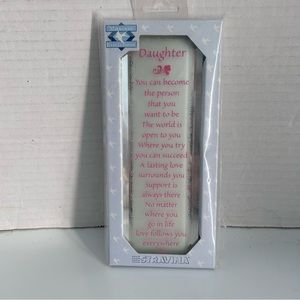 Daughter
You can become
the person
that you
want to be
The world is
open to you
Where you try
you can succeed
A lasting love
surrounds you
Support is
always there
No matter
where you
go in life
love follows you
everywhere
STRAVINA